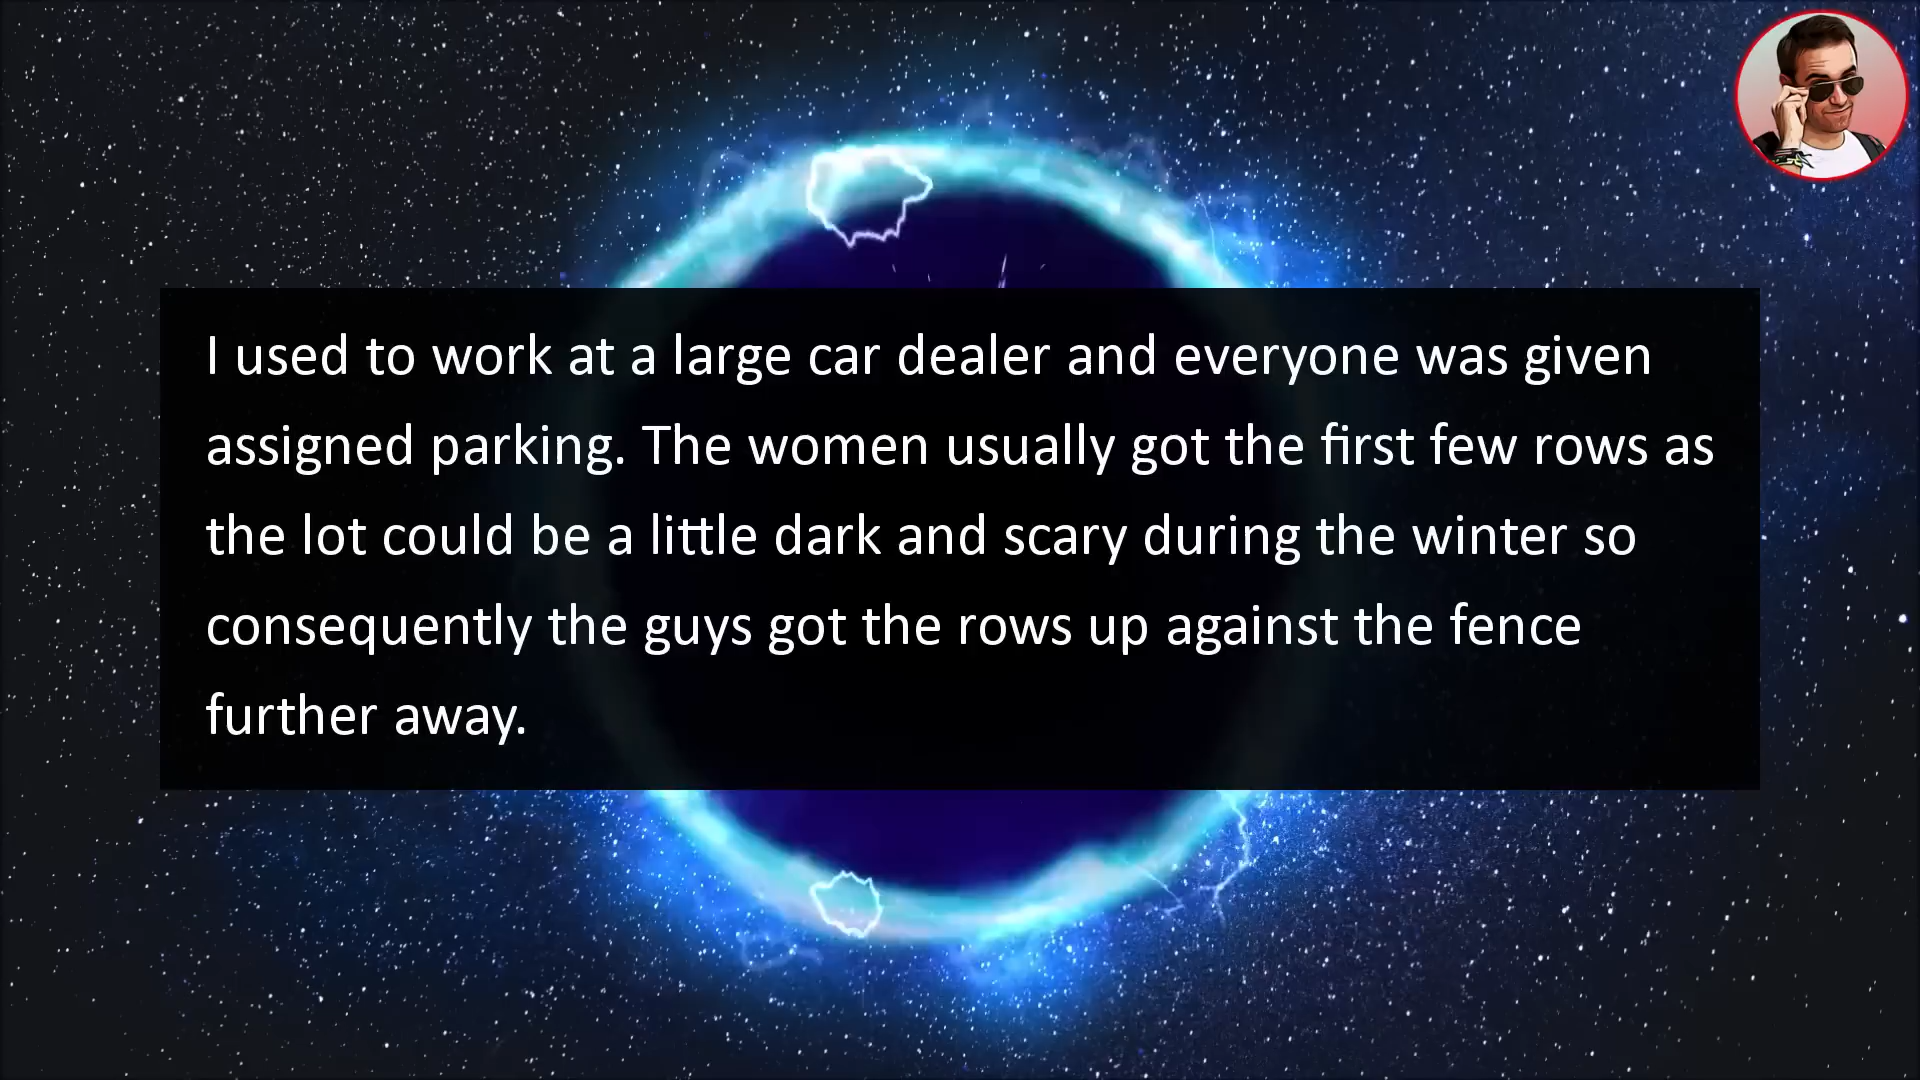 I used to work at a large car dealer and everyone was given
assigned parking. The women usually got the first few rows as
the lot could be a little dark and scary during the winter so
consequently the guys got the rows up against the fence
further away.